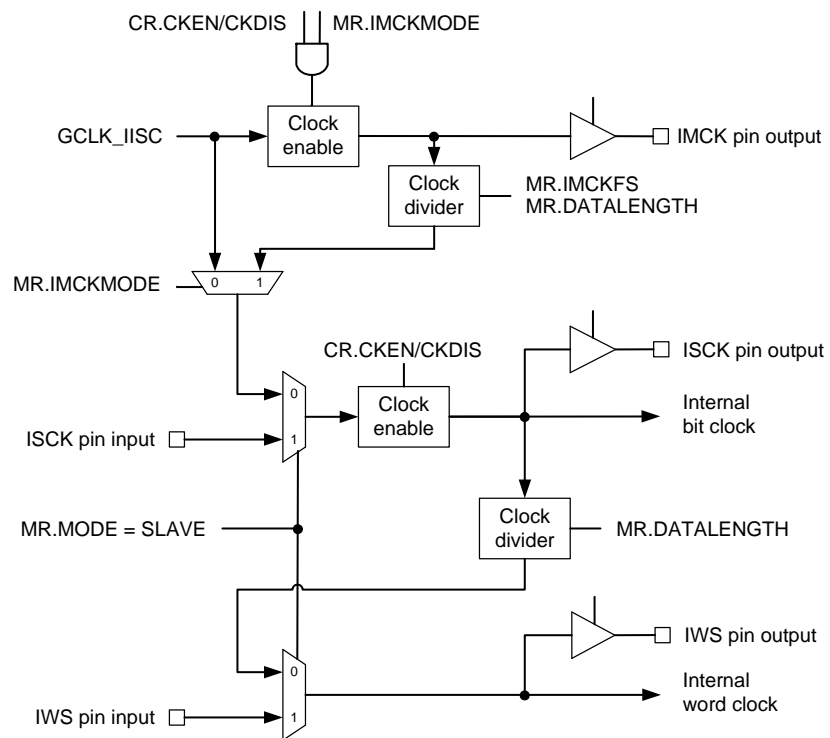 CR.CKEN/CKDIS MR.IMCKMODE
GCLK_IISC
Clock
enable
IMCK pin output
Clock
divider
MR.IMCKFS
MR.DATALENGTH
MR.IMCKMODE
0 1
CR.CKEN/CKDIS
ISCK pin output
0
Clock
enable
Internal
bit clock
ISCK pin input
1
MR.MODE = SLAVE
Clock
divider
MR.DATALENGTH
IWS pin output
0
Internal
word clock
IWS pin input
1